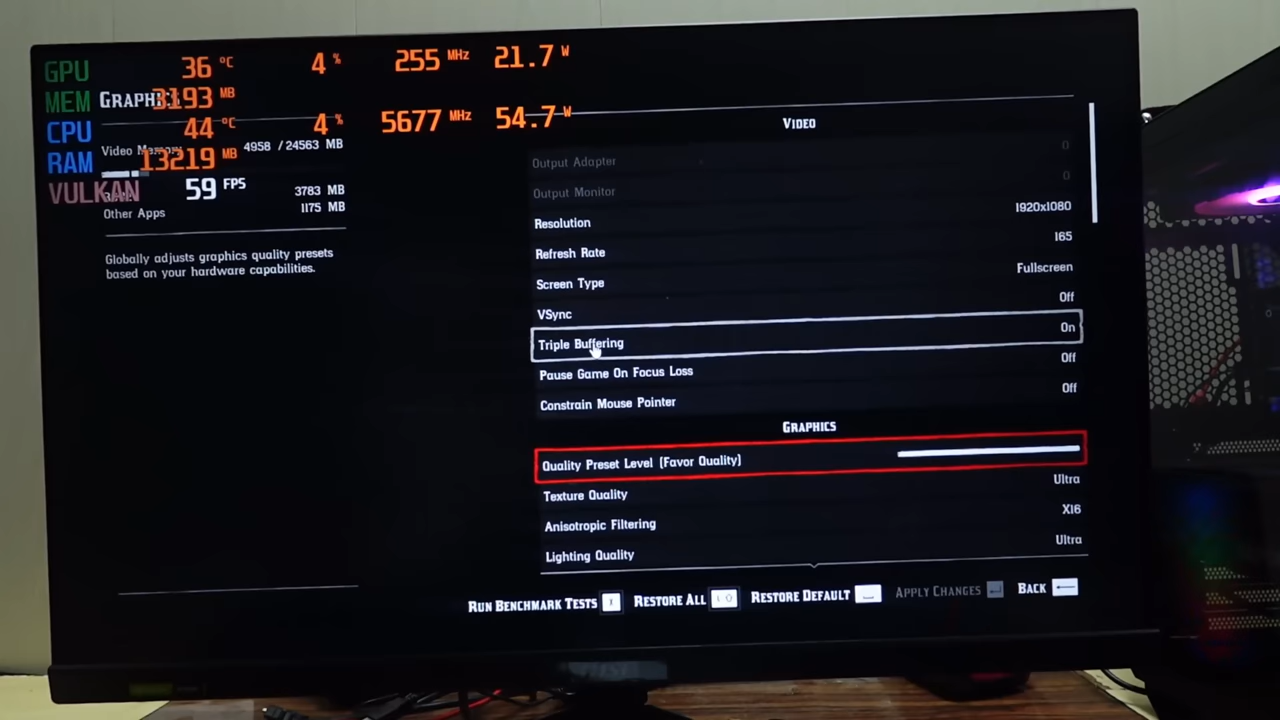 GPU 36 °C 4 % 255 MHz 21.7 W
MEM 3193 MB
GRAPHICS
CPU 44 °C 4 % 5677 MHz 54.7 W
Video Memory 4958 / 24563 MB
RAM 13219 MB
VULKAN 59 FPS
3783 MB
Other Apps 1175 MB
Globally adjusts graphics quality presets
based on your hardware capabilities.
VIDEO
Output Adapter 0
Output Monitor 0
Resolution 1920x1080
Refresh Rate 165
Screen Type Fullscreen
VSync Off
Triple Buffering On
Pause Game On Focus Loss Off
Constrain Mouse Pointer Off
GRAPHICS
Quality Preset Level (Favor Quality)
Texture Quality Ultra
Anisotropic Filtering X16
Lighting Quality Ultra
RUN BENCHMARK TESTS X RESTORE ALL RESTORE DEFAULT APPLY CHANGES BACK